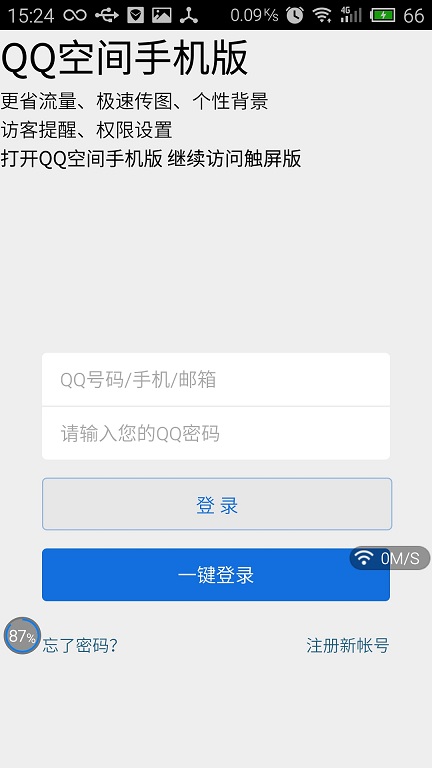 15:24 0.09K/s 4G 66
QQ空间手机版
更省流量、极速传图、个性背景
访客提醒、权限设置
打开QQ空间手机版 继续访问触屏版
QQ号码/手机/邮箱
请输入您的QQ密码
登 录
0M/S
一键登录
87%
忘了密码? 注册新帐号